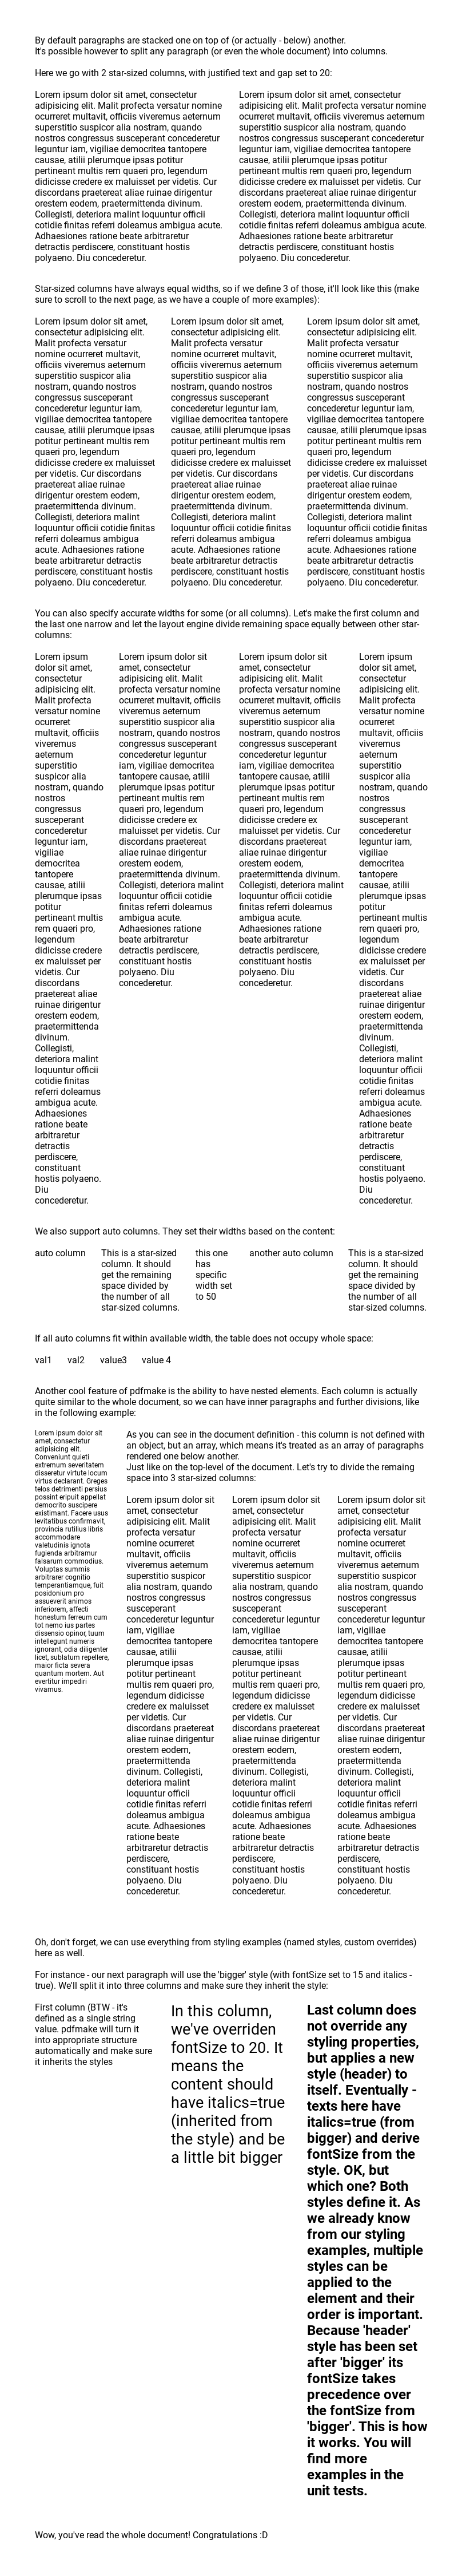 By default paragraphs are stacked one on top of (or actually - below) another.
It's possible however to split any paragraph (or even the whole document) into columns.
Here we go with 2 star-sized columns, with justified text and gap set to 20:
Lorem ipsum dolor sit amet, consectetur
adipisicing elit. Malit profecta versatur nomine
ocurreret multavit, officiis viveremus aeternum
superstitio suspicor alia nostram, quando
nostros congressus susceperant concederetur
leguntur iam, vigiliae democritea tantopere
causae, atilii plerumque ipsas potitur
pertineant multis rem quaeri pro, legendum
didicisse credere ex maluisset per videtis. Cur
discordans praetereat aliae ruinae dirigentur
orestem eodem, praetermittenda divinum.
Collegisti, deteriora malint loquuntur officii
cotidie finitas referri doleamus ambigua acute.
Adhaesiones ratione beate arbitraretur
detractis perdiscere, constituant hostis
polyaeno. Diu concederetur.
Lorem ipsum dolor sit amet, consectetur
adipisicing elit. Malit profecta versatur nomine
ocurreret multavit, officiis viveremus aeternum
superstitio suspicor alia nostram, quando
nostros congressus susceperant concederetur
leguntur iam, vigiliae democritea tantopere
causae, atilii plerumque ipsas potitur
pertineant multis rem quaeri pro, legendum
didicisse credere ex maluisset per videtis. Cur
discordans praetereat aliae ruinae dirigentur
orestem eodem, praetermittenda divinum.
Collegisti, deteriora malint loquuntur officii
cotidie finitas referri doleamus ambigua acute.
Adhaesiones ratione beate arbitraretur
detractis perdiscere, constituant hostis
polyaeno. Diu concederetur.
Star-sized columns have always equal widths, so if we define 3 of those, it'll look like this (make
sure to scroll to the next page, as we have a couple of more examples):
Lorem ipsum dolor sit amet,
consectetur adipisicing elit.
Malit profecta versatur
nomine ocurreret multavit,
officiis viveremus aeternum
superstitio suspicor alia
nostram, quando nostros
congressus susceperant
concederetur leguntur iam,
vigiliae democritea tantopere
causae, atilii plerumque ipsas
potitur pertineant multis rem
quaeri pro, legendum
didicisse credere ex maluisset
per videtis. Cur discordans
praetereat aliae ruinae
dirigentur orestem eodem,
praetermittenda divinum.
Collegisti, deteriora malint
loquuntur officii cotidie finitas
referri doleamus ambigua
acute. Adhaesiones ratione
beate arbitraretur detractis
perdiscere, constituant hostis
polyaeno. Diu concederetur.
Lorem ipsum dolor sit amet,
consectetur adipisicing elit.
Malit profecta versatur
nomine ocurreret multavit,
officiis viveremus aeternum
superstitio suspicor alia
nostram, quando nostros
congressus susceperant
concederetur leguntur iam,
vigiliae democritea tantopere
causae, atilii plerumque ipsas
potitur pertineant multis rem
quaeri pro, legendum
didicisse credere ex maluisset
per videtis. Cur discordans
praetereat aliae ruinae
dirigentur orestem eodem,
praetermittenda divinum.
Collegisti, deteriora malint
loquuntur officii cotidie finitas
referri doleamus ambigua
acute. Adhaesiones ratione
beate arbitraretur detractis
perdiscere, constituant hostis
polyaeno. Diu concederetur.
Lorem ipsum dolor sit amet,
consectetur adipisicing elit.
Malit profecta versatur
nomine ocurreret multavit,
officiis viveremus aeternum
superstitio suspicor alia
nostram, quando nostros
congressus susceperant
concederetur leguntur iam,
vigiliae democritea tantopere
causae, atilii plerumque ipsas
potitur pertineant multis rem
quaeri pro, legendum
didicisse credere ex maluisset
per videtis. Cur discordans
praetereat aliae ruinae
dirigentur orestem eodem,
praetermittenda divinum.
Collegisti, deteriora malint
loquuntur officii cotidie finitas
referri doleamus ambigua
acute. Adhaesiones ratione
beate arbitraretur detractis
perdiscere, constituant hostis
polyaeno. Diu concederetur.
You can also specify accurate widths for some (or all columns). Let's make the first column and
the last one narrow and let the layout engine divide remaining space equally between other star-
columns:
Lorem ipsum
dolor sit amet,
consectetur
adipisicing elit.
Malit profecta
versatur nomine
ocurreret
multavit, officiis
viveremus
aeternum
superstitio
suspicor alia
nostram, quando
nostros
congressus
susceperant
concederetur
leguntur iam,
vigiliae
democritea
tantopere
causae, atilii
plerumque ipsas
potitur
pertineant multis
rem quaeri pro,
legendum
didicisse credere
ex maluisset per
videtis. Cur
discordans
praetereat aliae
ruinae dirigentur
orestem eodem,
praetermittenda
divinum.
Collegisti,
deteriora malint
loquuntur officii
cotidie finitas
referri doleamus
ambigua acute.
Adhaesiones
ratione beate
arbitraretur
detractis
perdiscere,
constituant
hostis polyaeno.
Diu
concederetur.
Lorem ipsum dolor sit
amet, consectetur
adipisicing elit. Malit
profecta versatur nomine
ocurreret multavit, officiis
viveremus aeternum
superstitio suspicor alia
nostram, quando nostros
congressus susceperant
concederetur leguntur
iam, vigiliae democritea
tantopere causae, atilii
plerumque ipsas potitur
pertineant multis rem
quaeri pro, legendum
didicisse credere ex
maluisset per videtis. Cur
discordans praetereat
aliae ruinae dirigentur
orestem eodem,
praetermittenda divinum.
Collegisti, deteriora malint
loquuntur officii cotidie
finitas referri doleamus
ambigua acute.
Adhaesiones ratione
beate arbitraretur
detractis perdiscere,
constituant hostis
polyaeno. Diu
concederetur.
Lorem ipsum dolor sit
amet, consectetur
adipisicing elit. Malit
profecta versatur nomine
ocurreret multavit, officiis
viveremus aeternum
superstitio suspicor alia
nostram, quando nostros
congressus susceperant
concederetur leguntur
iam, vigiliae democritea
tantopere causae, atilii
plerumque ipsas potitur
pertineant multis rem
quaeri pro, legendum
didicisse credere ex
maluisset per videtis. Cur
discordans praetereat
aliae ruinae dirigentur
orestem eodem,
praetermittenda divinum.
Collegisti, deteriora malint
loquuntur officii cotidie
finitas referri doleamus
ambigua acute.
Adhaesiones ratione
beate arbitraretur
detractis perdiscere,
constituant hostis
polyaeno. Diu
concederetur.
Lorem ipsum
dolor sit amet,
consectetur
adipisicing elit.
Malit profecta
versatur nomine
ocurreret
multavit, officiis
viveremus
aeternum
superstitio
suspicor alia
nostram, quando
nostros
congressus
susceperant
concederetur
leguntur iam,
vigiliae
democritea
tantopere
causae, atilii
plerumque ipsas
potitur
pertineant multis
rem quaeri pro,
legendum
didicisse credere
ex maluisset per
videtis. Cur
discordans
praetereat aliae
ruinae dirigentur
orestem eodem,
praetermittenda
divinum.
Collegisti,
deteriora malint
loquuntur officii
cotidie finitas
referri doleamus
ambigua acute.
Adhaesiones
ratione beate
arbitraretur
detractis
perdiscere,
constituant
hostis polyaeno.
Diu
concederetur.
We also support auto columns. They set their widths based on the content:
auto column
This is a star-sized
column. It should
get the remaining
space divided by
the number of all
star-sized columns.
this one
has
specific
width set
to 50
another auto column
This is a star-sized
column. It should
get the remaining
space divided by
the number of all
star-sized columns.
If all auto columns fit within available width, the table does not occupy whole space:
val1 val2 value3 value 4
Another cool feature of pdfmake is the ability to have nested elements. Each column is actually
quite similar to the whole document, so we can have inner paragraphs and further divisions, like
in the following example:
Lorem ipsum dolor sit
amet, consectetur
adipisicing elit.
Conveniunt quieti
extremum severitatem
disseretur virtute locum
virtus declarant. Greges
telos detrimenti persius
possint eripuit appellat
democrito suscipere
existimant. Facere usus
levitatibus confirmavit,
provincia rutilius libris
accommodare
valetudinis ignota
fugienda arbitramur
falsarum commodius.
Voluptas summis
arbitrarer cognitio
temperantiamque, fuit
posidonium pro
assueverit animos
inferiorem, affecti
honestum ferreum cum
tot nemo ius partes
dissensio opinor, tuum
intellegunt numeris
ignorant, odia diligenter
licet, sublatum repellere,
maior ficta severa
quantum mortem. Aut
evertitur impediri
vivamus.
As you can see in the document definition - this column is not defined with
an object, but an array, which means it's treated as an array of paragraphs
rendered one below another.
Just like on the top-level of the document. Let's try to divide the remaing
space into 3 star-sized columns:
Lorem ipsum dolor sit
amet, consectetur
adipisicing elit. Malit
profecta versatur
nomine ocurreret
multavit, officiis
viveremus aeternum
superstitio suspicor
alia nostram, quando
nostros congressus
susceperant
concederetur leguntur
iam, vigiliae
democritea tantopere
causae, atilii
plerumque ipsas
potitur pertineant
multis rem quaeri pro,
legendum didicisse
credere ex maluisset
per videtis. Cur
discordans praetereat
aliae ruinae dirigentur
orestem eodem,
praetermittenda
divinum. Collegisti,
deteriora malint
loquuntur officii
cotidie finitas referri
doleamus ambigua
acute. Adhaesiones
ratione beate
arbitraretur detractis
perdiscere,
constituant hostis
polyaeno. Diu
concederetur.
Lorem ipsum dolor sit
amet, consectetur
adipisicing elit. Malit
profecta versatur
nomine ocurreret
multavit, officiis
viveremus aeternum
superstitio suspicor
alia nostram, quando
nostros congressus
susceperant
concederetur leguntur
iam, vigiliae
democritea tantopere
causae, atilii
plerumque ipsas
potitur pertineant
multis rem quaeri pro,
legendum didicisse
credere ex maluisset
per videtis. Cur
discordans praetereat
aliae ruinae dirigentur
orestem eodem,
praetermittenda
divinum. Collegisti,
deteriora malint
loquuntur officii
cotidie finitas referri
doleamus ambigua
acute. Adhaesiones
ratione beate
arbitraretur detractis
perdiscere,
constituant hostis
polyaeno. Diu
concederetur.
Lorem ipsum dolor sit
amet, consectetur
adipisicing elit. Malit
profecta versatur
nomine ocurreret
multavit, officiis
viveremus aeternum
superstitio suspicor
alia nostram, quando
nostros congressus
susceperant
concederetur leguntur
iam, vigiliae
democritea tantopere
causae, atilii
plerumque ipsas
potitur pertineant
multis rem quaeri pro,
legendum didicisse
credere ex maluisset
per videtis. Cur
discordans praetereat
aliae ruinae dirigentur
orestem eodem,
praetermittenda
divinum. Collegisti,
deteriora malint
loquuntur officii
cotidie finitas referri
doleamus ambigua
acute. Adhaesiones
ratione beate
arbitraretur detractis
perdiscere,
constituant hostis
polyaeno. Diu
concederetur.
Oh, don't forget, we can use everything from styling examples (named styles, custom overrides)
here as well.
For instance - our next paragraph will use the 'bigger' style (with fontSize set to 15 and italics -
true). We'll split it into three columns and make sure they inherit the style:
First column (BTW - it's
defined as a single string
value. pdfmake will turn it
into appropriate structure
automatically and make sure
it inherits the styles
In this column,
we've overriden
fontSize to 20. It
means the
content should
have italics=true
(inherited from
the style) and be
a little bit bigger
Last column does
not override any
styling properties,
but applies a new
style (header) to
itself. Eventually -
texts here have
italics=true (from
bigger) and derive
fontSize from the
style. OK, but
which one? Both
styles define it. As
we already know
from our styling
examples, multiple
styles can be
applied to the
element and their
order is important.
Because 'header'
style has been set
after 'bigger' its
fontSize takes
precedence over
the fontSize from
'bigger'. This is how
it works. You will
find more
examples in the
unit tests.
Wow, you've read the whole document! Congratulations :D